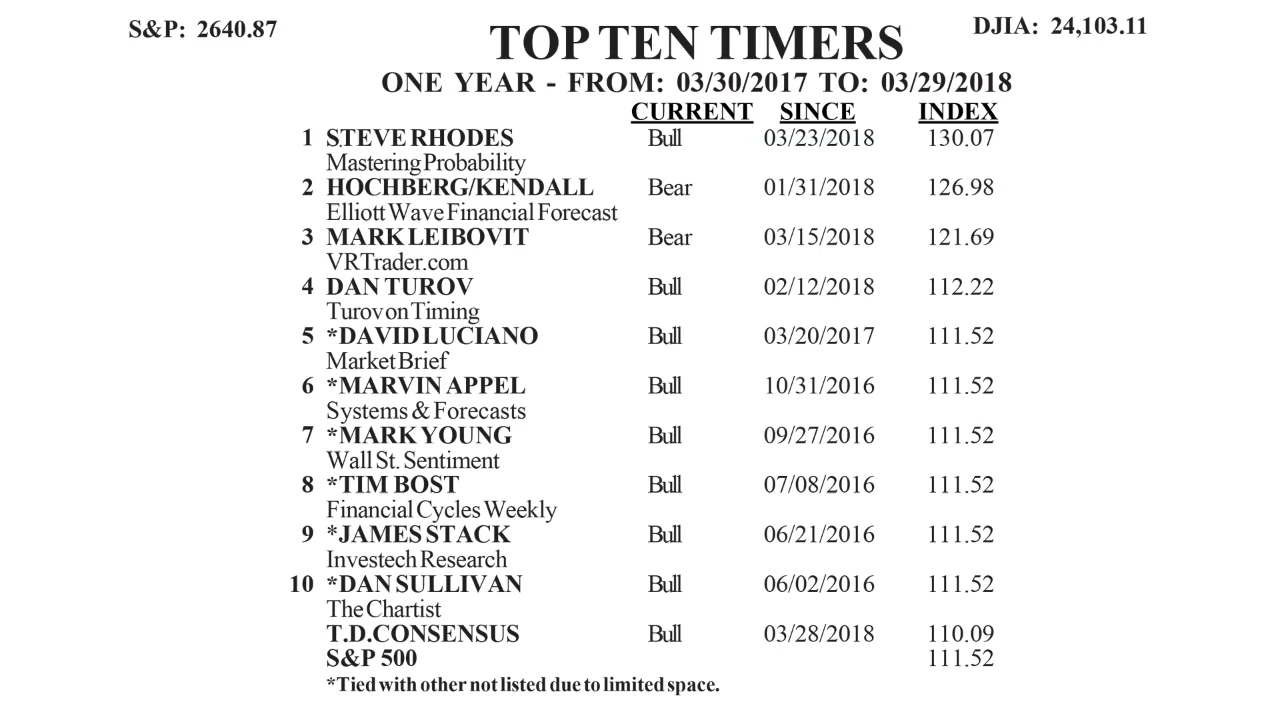 S&P: 2640.87
DJIA: 24,103.11
TOP TEN TIMERS
ONE YEAR - FROM: 03/30/2017 TO: 03/29/2018
CURRENT SINCE INDEX
1 S.TEVE RHODES Bull 03/23/2018 130.07
Mastering Probability
2 HOCHBERG/KENDALL Bear 01/31/2018 126.98
Elliott Wave Financial Forecast
3 MARK LEIBOVIT Bear 03/15/2018 121.69
VRTrader.com
4 DAN TUROV Bull 02/12/2018 112.22
Turov on Timing
5 *DAVID LUCIANO Bull 03/20/2017 111.52
Market Brief
6 *MARVIN APPEL Bull 10/31/2016 111.52
Systems & Forecasts
7 *MARK YOUNG Bull 09/27/2016 111.52
Wall St. Sentiment
8 *TIM BOST Bull 07/08/2016 111.52
Financial Cycles Weekly
9 *JAMES STACK Bull 06/21/2016 111.52
Investech Research
10 *DAN SULLIVAN Bull 06/02/2016 111.52
The Chartist
T.D.CONSENSUS Bull 03/28/2018 110.09
S&P 500 111.52
*Tied with other not listed due to limited space.